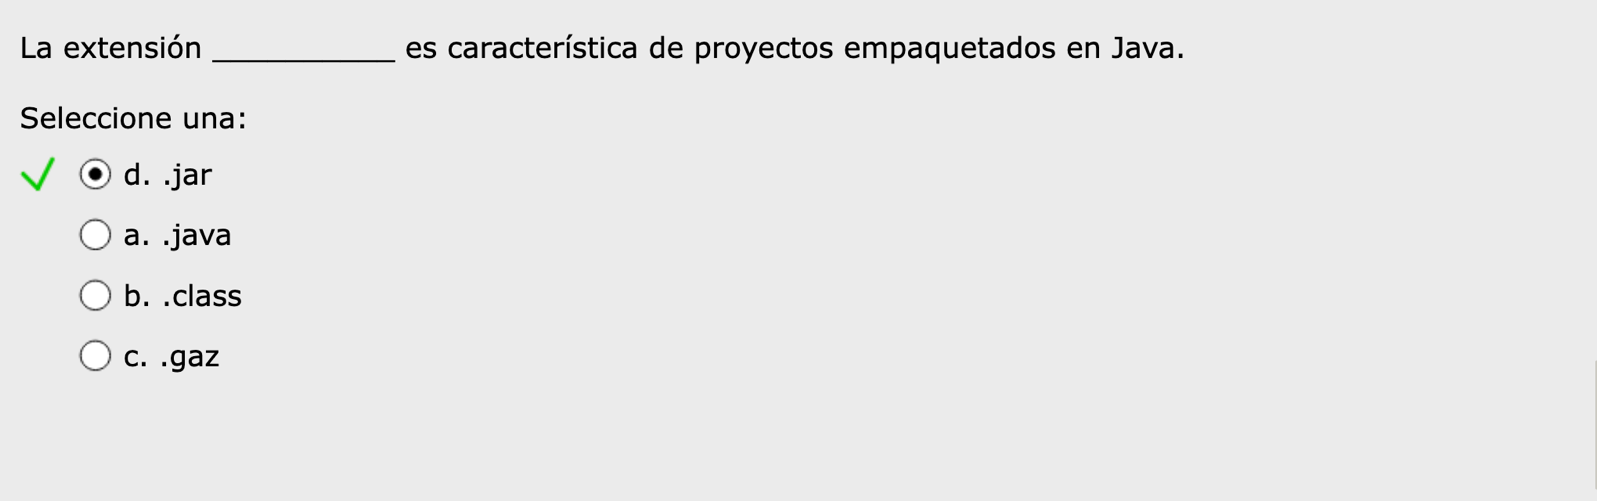 La extensión ___________ es característica de proyectos empaquetados en Java.
Seleccione una:
d. .jar
a. .java
b. .class
c. .gaz